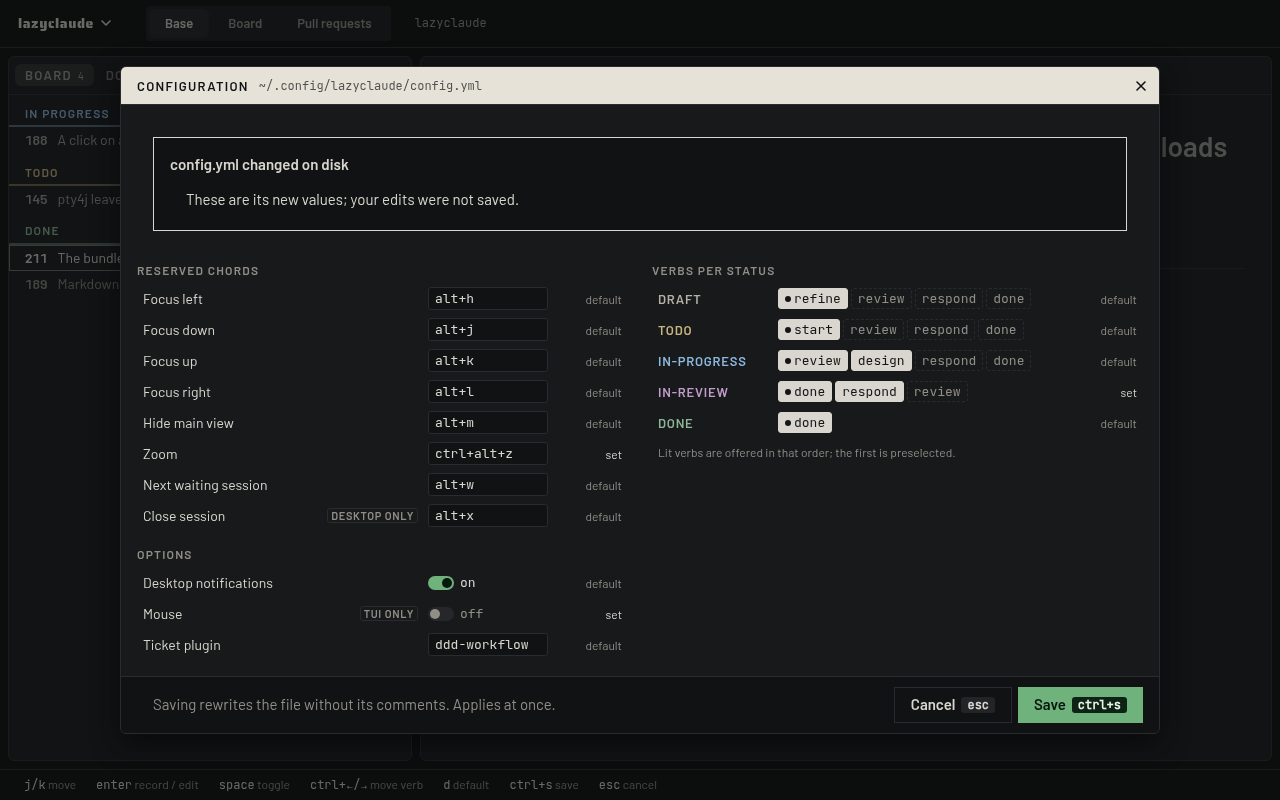 lazyclaude
Base
Board
Pull requests
lazyclaude
BOARD 4
DO
CONFIGURATION ~/.config/lazyclaude/config.yml
IN PROGRESS
188 A click on a
TODO
145 pty4j leave
DONE
211 The bundle
189 Markdown
loads
config.yml changed on disk
These are its new values; your edits were not saved.
RESERVED CHORDS
Focus left alt+h default
Focus down alt+j default
Focus up alt+k default
Focus right alt+l default
Hide main view alt+m default
Zoom ctrl+alt+z set
Next waiting session alt+w default
Close session DESKTOP ONLY alt+x default
OPTIONS
Desktop notifications on default
Mouse TUI ONLY off set
Ticket plugin ddd-workflow default
VERBS PER STATUS
DRAFT refine review respond done default
TODO start review respond done default
IN-PROGRESS review design respond done default
IN-REVIEW done respond review set
DONE done default
Lit verbs are offered in that order; the first is preselected.
Saving rewrites the file without its comments. Applies at once.
Cancel esc
Save ctrl+s
j/k move enter record / edit space toggle ctrl+←/→ move verb d default ctrl+s save esc cancel